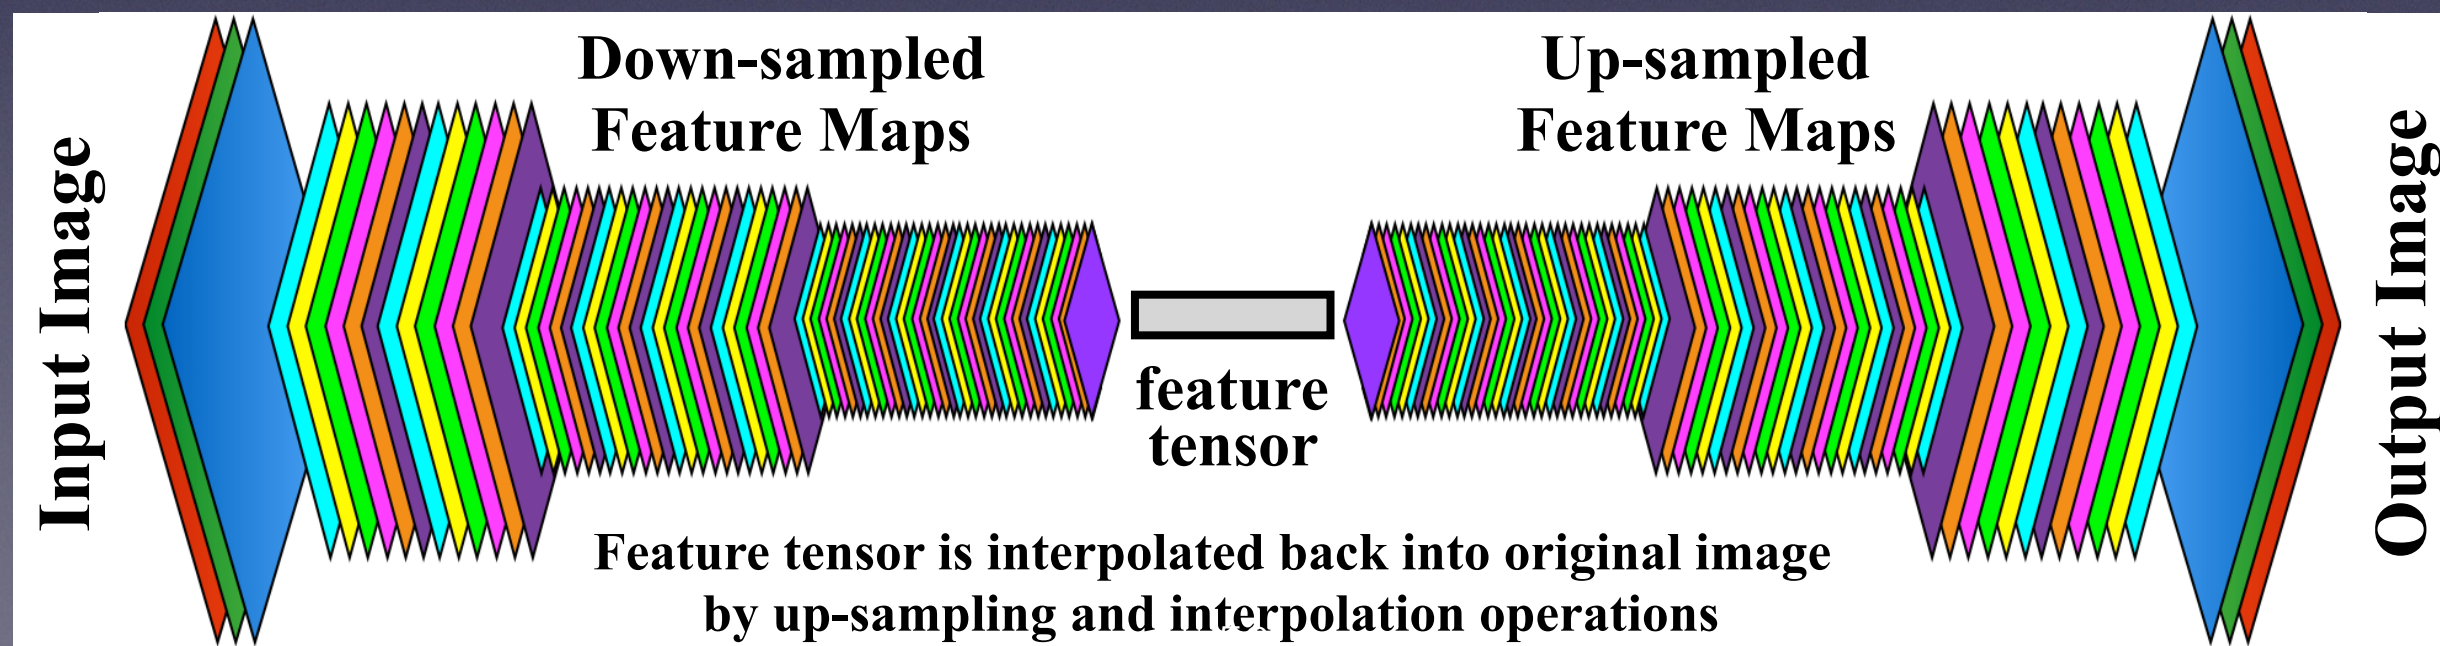 Input Image
Down-sampled
Feature Maps
feature
tensor
Up-sampled
Feature Maps
Output Image
Feature tensor is interpolated back into original image
by up-sampling and interpolation operations